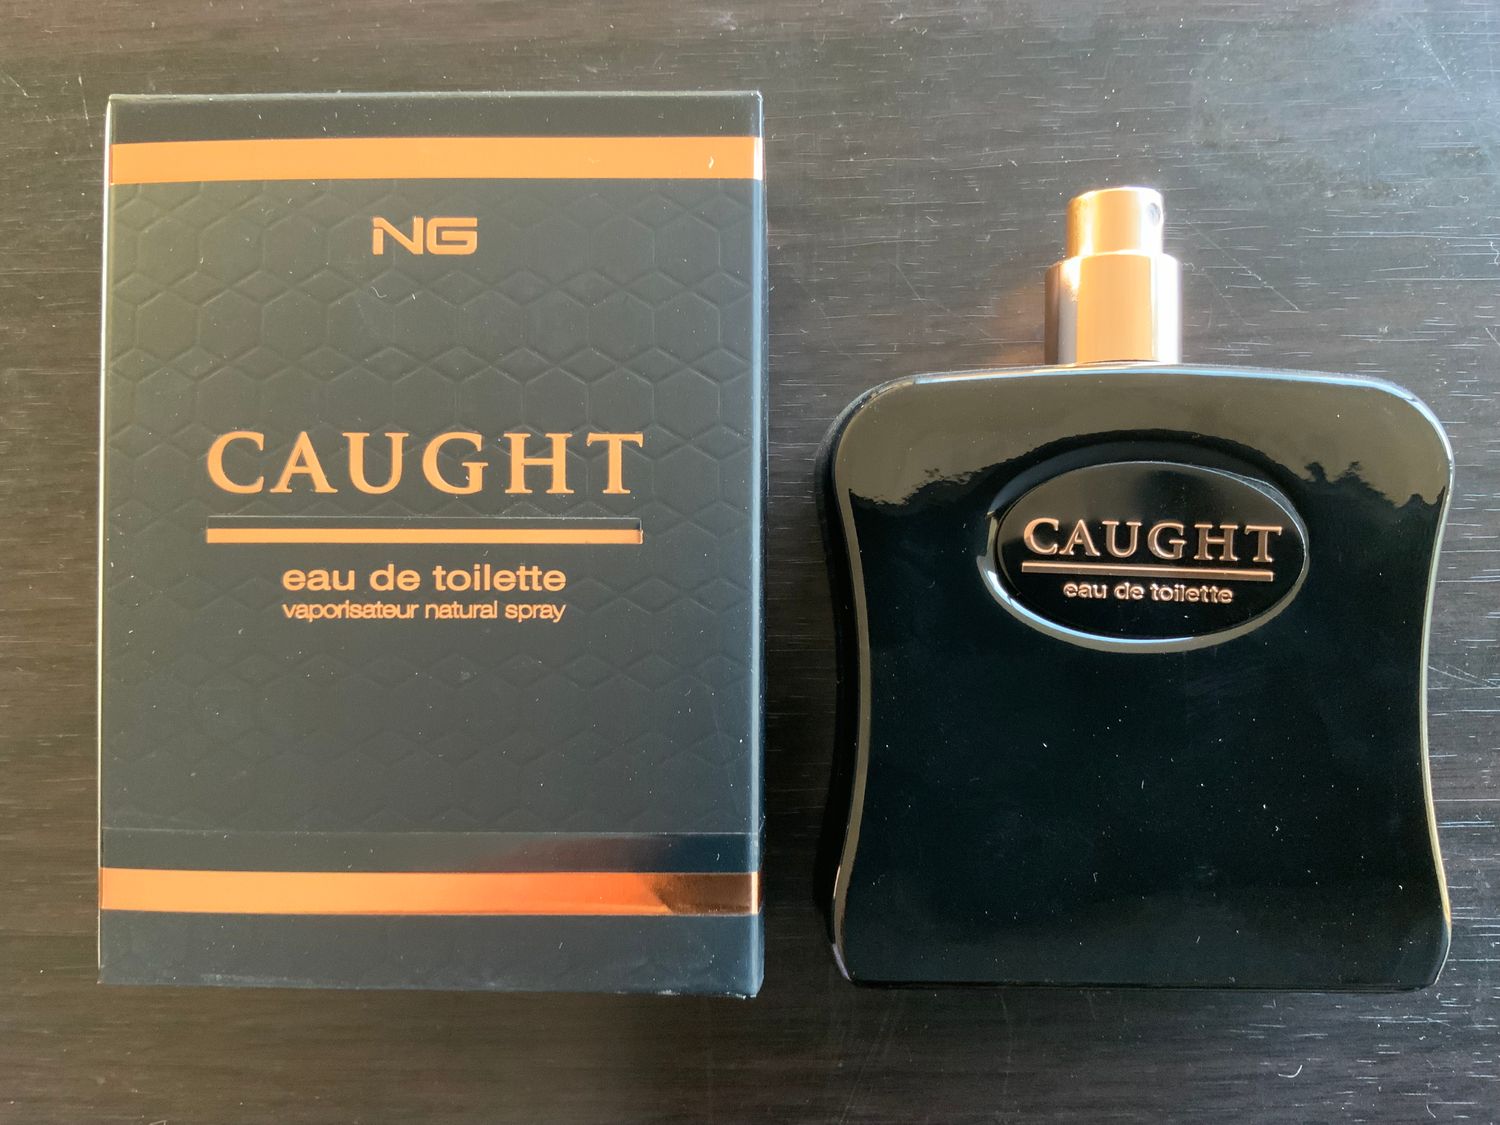 NG
CAUGHT
eau de toilette
vaporisateur natural spray
CAUGHT
eau de toilette